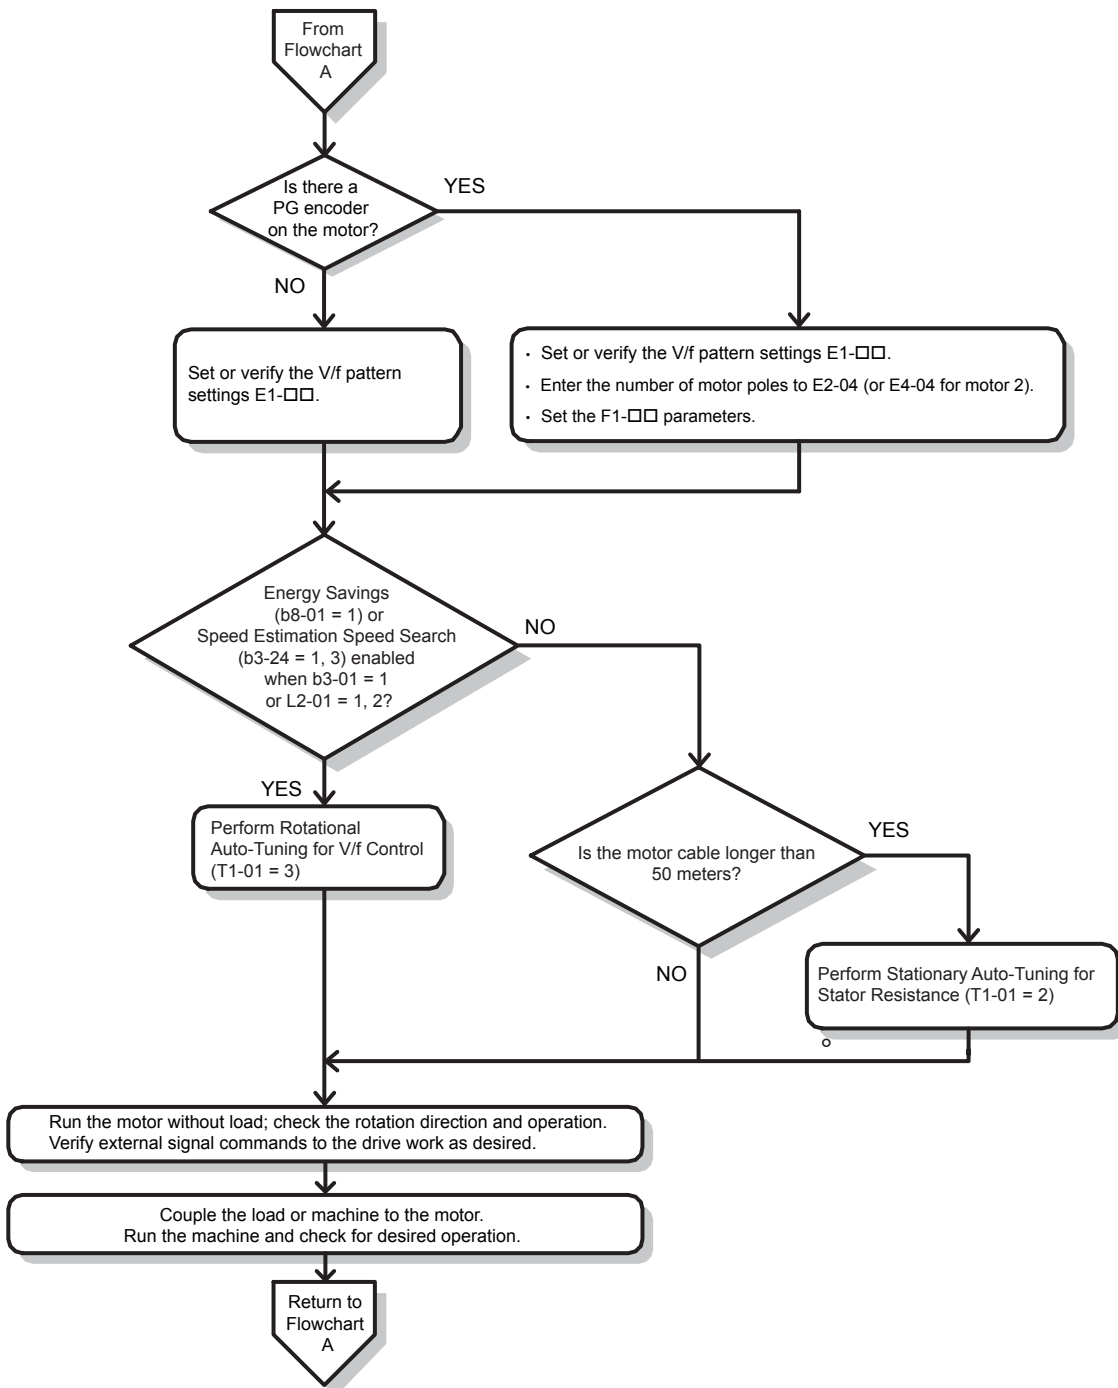 From
Flowchart
A
Is there a
PG encoder
on the motor?
YES
NO
Set or verify the V/f pattern
settings E1-□□.
· Set or verify the V/f pattern settings E1-□□.
· Enter the number of motor poles to E2-04 (or E4-04 for motor 2).
· Set the F1-□□ parameters.
Energy Savings
(b8-01 = 1) or
Speed Estimation Speed Search
(b3-24 = 1, 3) enabled
when b3-01 = 1
or L2-01 = 1, 2?
NO
YES
Perform Rotational
Auto-Tuning for V/f Control
(T1-01 = 3)
Is the motor cable longer than
50 meters?
YES
NO
Perform Stationary Auto-Tuning for
Stator Resistance (T1-01 = 2)
Run the motor without load; check the rotation direction and operation.
Verify external signal commands to the drive work as desired.
Couple the load or machine to the motor.
Run the machine and check for desired operation.
Return to
Flowchart
A